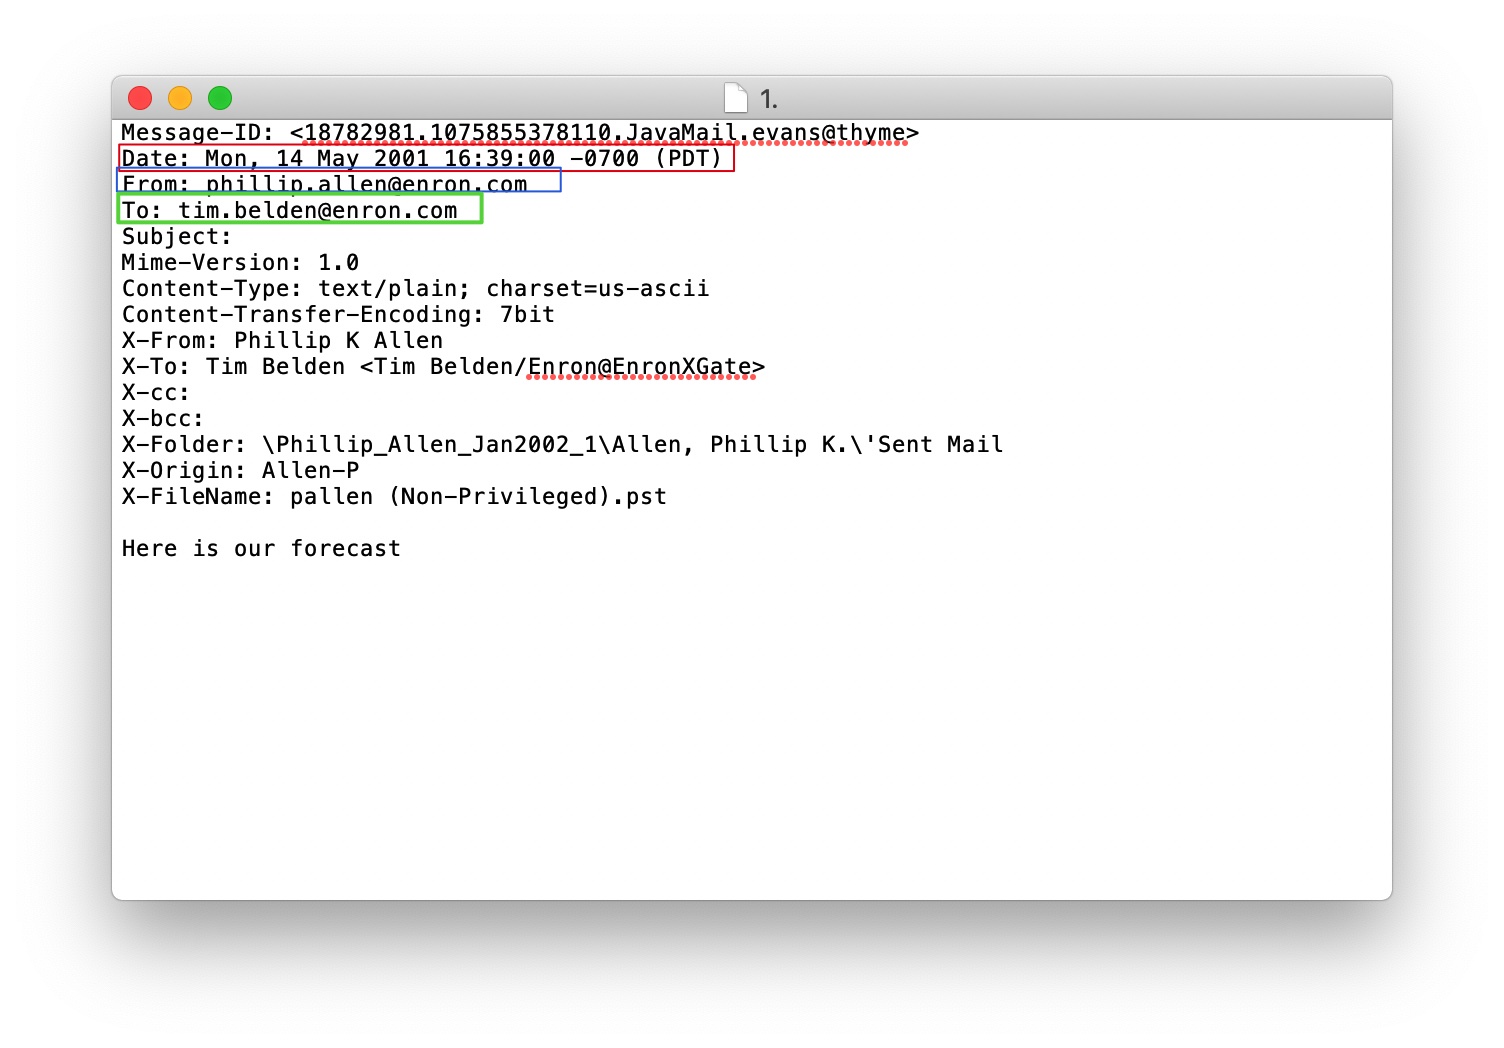 1.
Message-ID: <18782981.1075855378110.JavaMail.evans@thyme>
Date: Mon, 14 May 2001 16:39:00 -0700 (PDT)
From: phillip.allen@enron.com
To: tim.belden@enron.com
Subject:
Mime-Version: 1.0
Content-Type: text/plain; charset=us-ascii
Content-Transfer-Encoding: 7bit
X-From: Phillip K Allen
X-To: Tim Belden <Tim Belden/Enron@EnronXGate>
X-cc:
X-bcc:
X-Folder: \Phillip_Allen_Jan2002_1\Allen, Phillip K.\'Sent Mail
X-Origin: Allen-P
X-FileName: pallen (Non-Privileged).pst
Here is our forecast